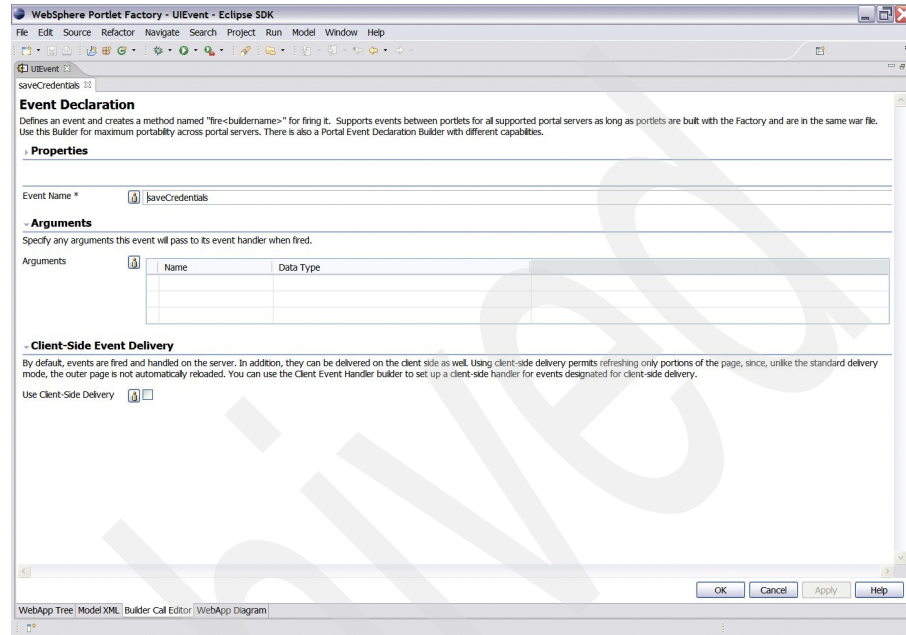 WebSphere Portlet Factory - UIEvent - Eclipse SDK
File Edit Source Refactor Navigate Search Project Run Model Window Help
UIEvent
saveCredentials
Event Declaration
Defines an event and creates a method named "fire<buildername>" for firing it. Supports events between portlets for all supported portal servers as long as portlets are built with the Factory and are in the same war file.
Use this Builder for maximum portability across portal servers. There is also a Portal Event Declaration Builder with different capabilities.
Properties
Event Name * saveCredentials
Arguments
Specify any arguments this event will pass to its event handler when fired.
Arguments Name Data Type
Client-Side Event Delivery
By default, events are fired and handled on the server. In addition, they can be delivered on the client side as well. Using client-side delivery permits refreshing only portions of the page, since, unlike the standard delivery
mode, the outer page is not automatically reloaded. You can use the Client Event Handler builder to set up a client-side handler for events designated for client-side delivery.
Use Client-Side Delivery
OK Cancel Apply Help
WebApp Tree Model XML Builder Call Editor WebApp Diagram
hived